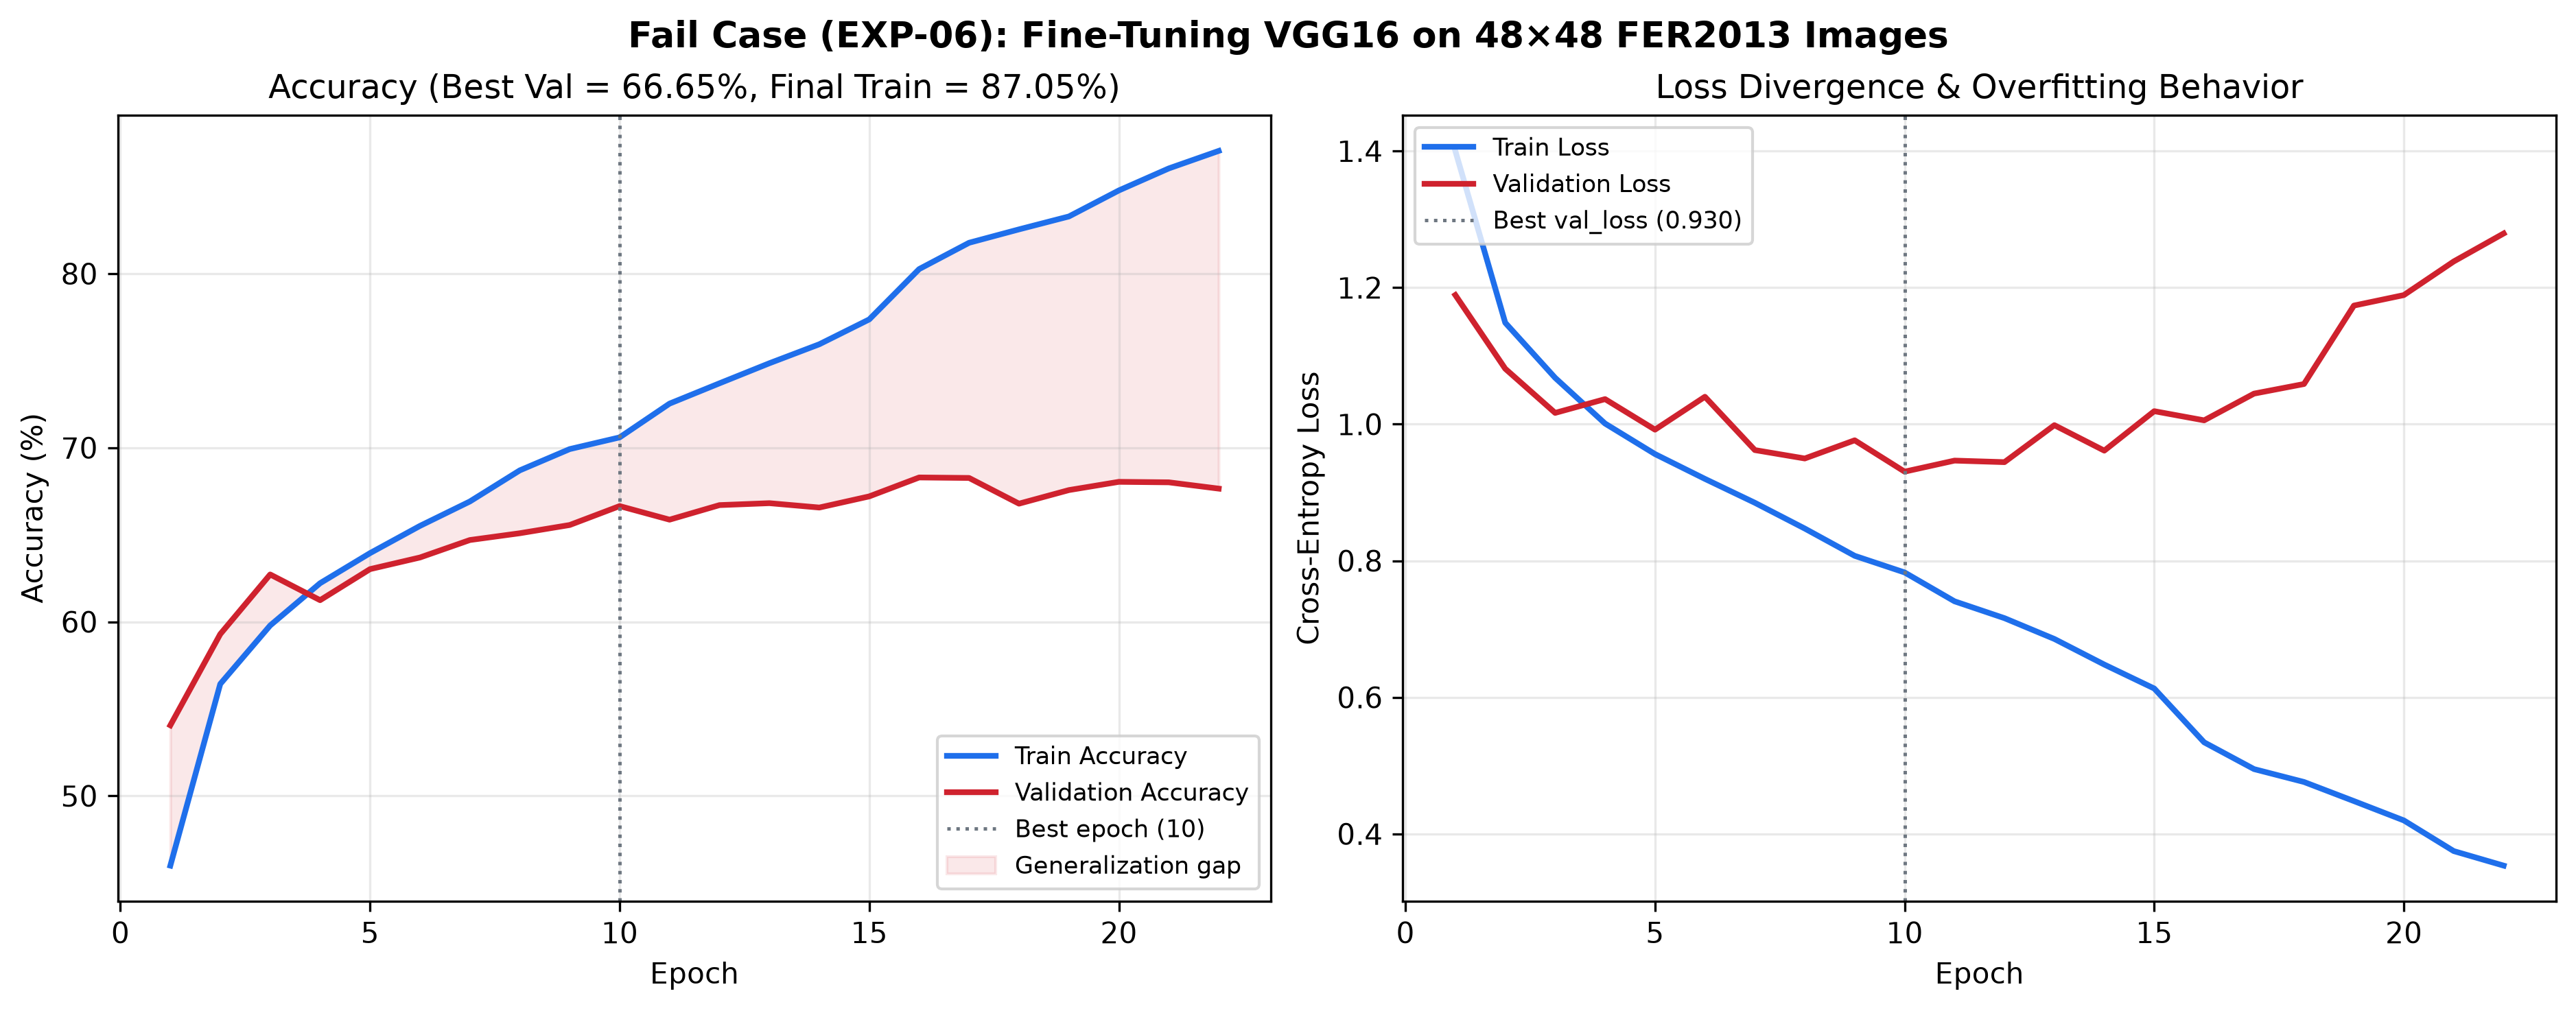 Fail Case (EXP-06): Fine-Tuning VGG16 on 48×48 FER2013 Images
Accuracy (Best Val = 66.65%, Final Train = 87.05%)
Accuracy (%)
80
70
60
50
Train Accuracy
Validation Accuracy
Best epoch (10)
Generalization gap
0 5 10 15 20
Epoch
Loss Divergence & Overfitting Behavior
Cross-Entropy Loss
1.4
1.2
1.0
0.8
0.6
0.4
Train Loss
Validation Loss
Best val_loss (0.930)
0 5 10 15 20
Epoch